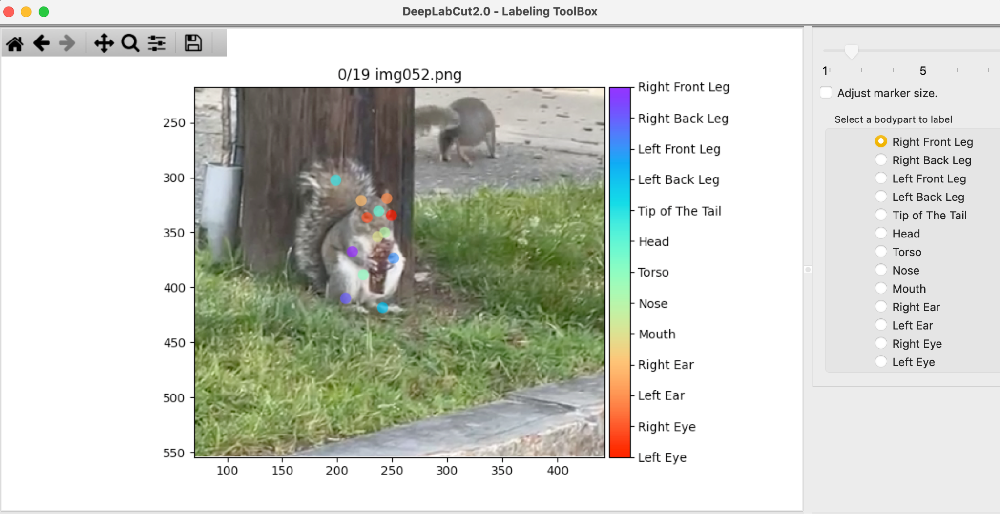 DeepLabCut2.0 - Labeling ToolBox
0/19 img052.png
250
300
350
400
450
500
550
100 150 200 250 300 350 400
Right Front Leg
Right Back Leg
Left Front Leg
Left Back Leg
Tip of The Tail
Head
Torso
Nose
Mouth
Right Ear
Left Ear
Right Eye
Left Eye
1 5
Adjust marker size.
Select a bodypart to label
Right Front Leg
Right Back Leg
Left Front Leg
Left Back Leg
Tip of The Tail
Head
Torso
Nose
Mouth
Right Ear
Left Ear
Right Eye
Left Eye